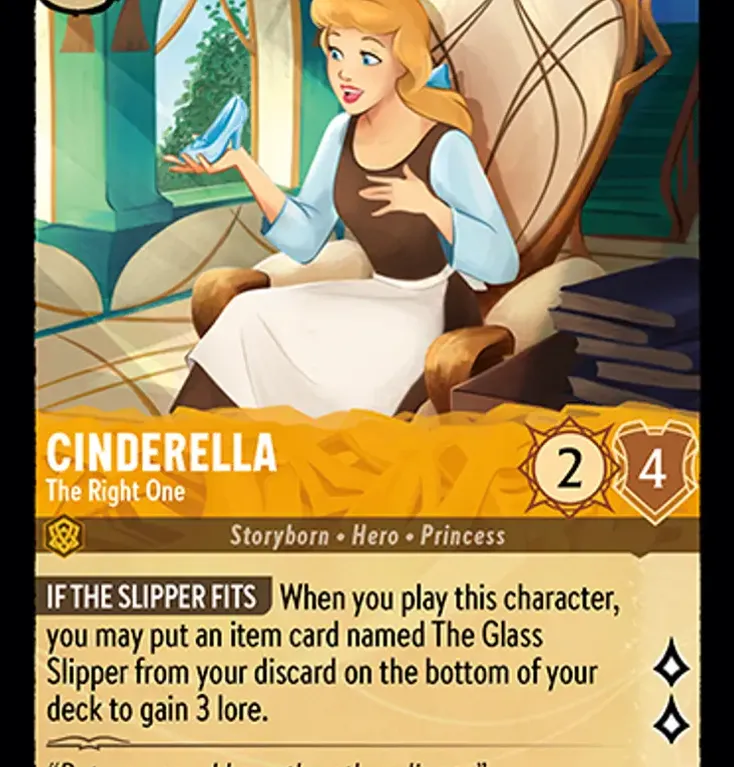 CINDERELLA
The Right One
2
4
Storyborn • Hero • Princess
IF THE SLIPPER FITS When you play this character,
you may put an item card named The Glass
Slipper from your discard on the bottom of your
deck to gain 3 lore.